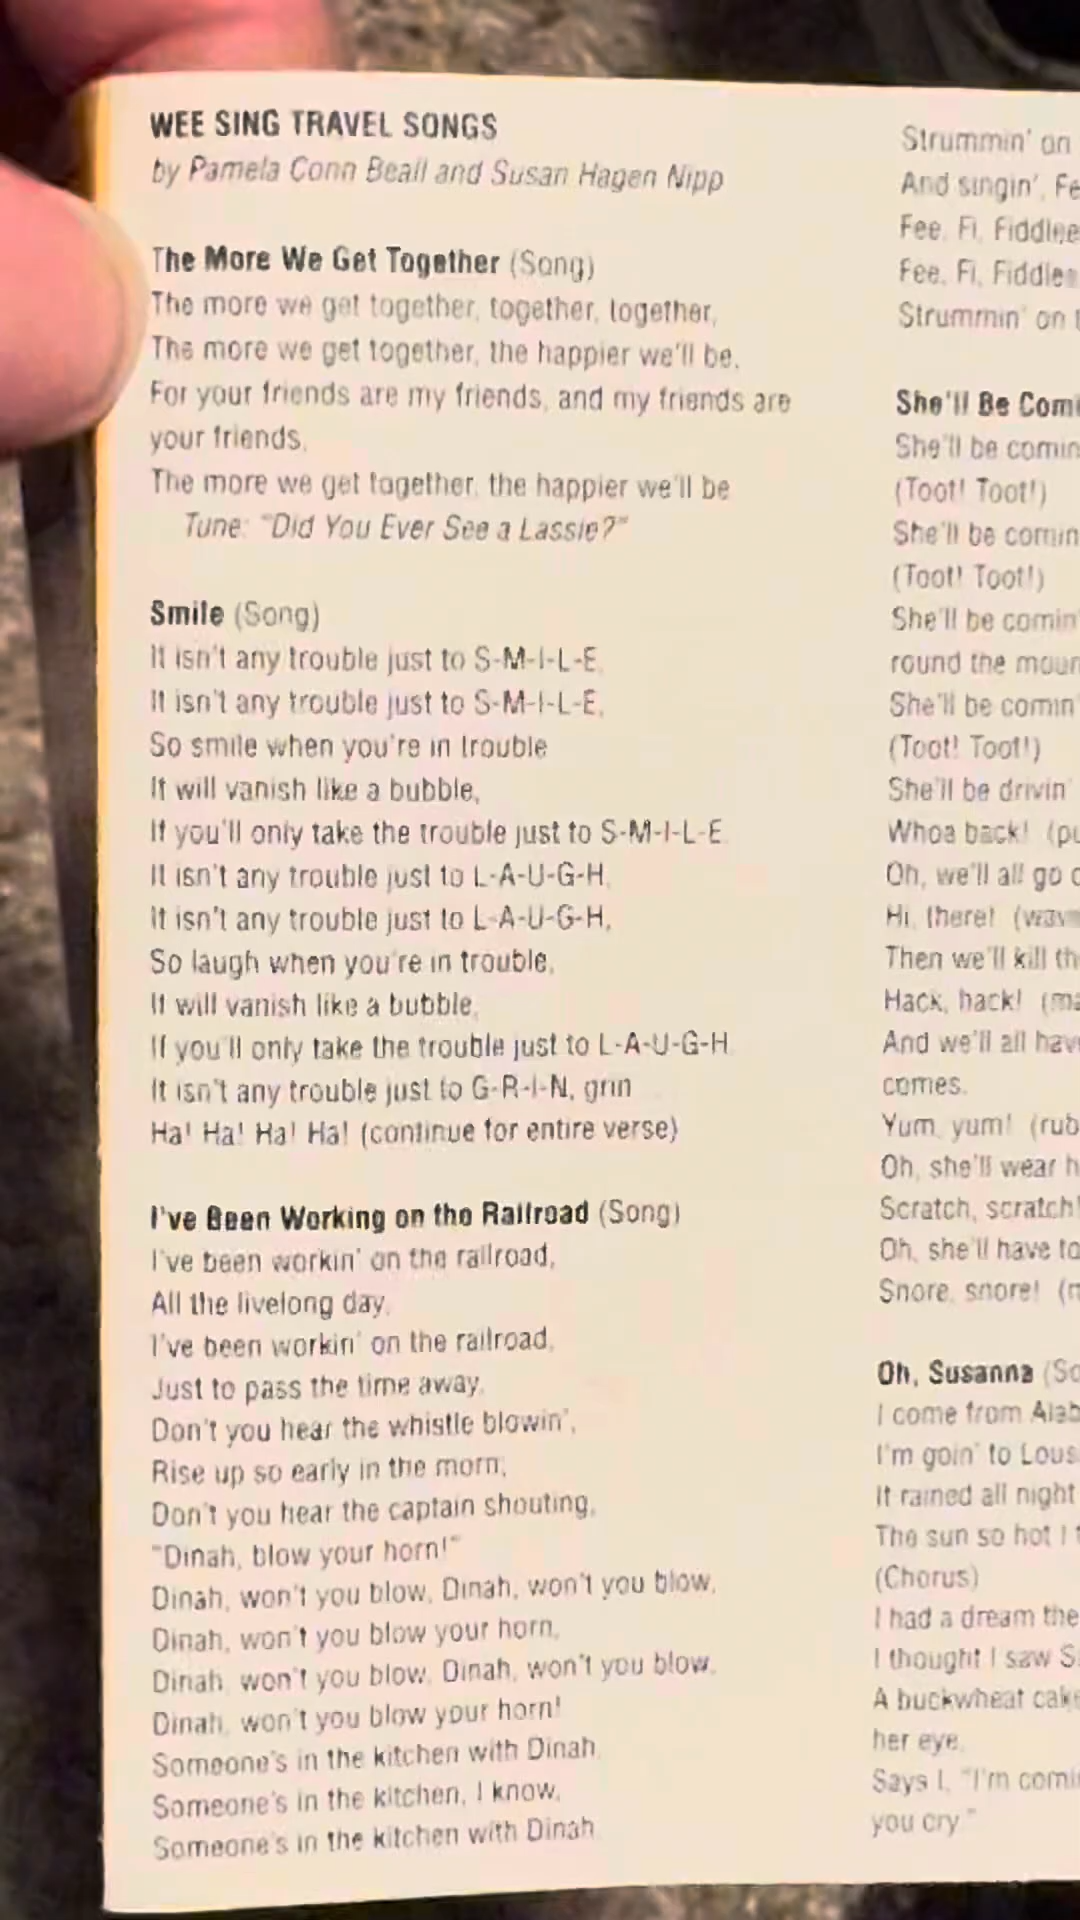 WEE SING TRAVEL SONGS
by Pamela Conn Beall and Susan Hagen Nipp
The More We Get Together (Song)
The more we get together, together, together,
The more we get together, the happier we'll be.
For your friends are my friends, and my friends are
your friends,
The more we get together, the happier we'll be
Tune: "Did You Ever See a Lassie?"
Smile (Song)
It isn't any trouble just to S-M-I-L-E,
It isn't any trouble just to S-M-I-L-E,
So smile when you're in trouble
It will vanish like a bubble,
If you'll only take the trouble just to S-M-I-L-E.
It isn't any trouble just to L-A-U-G-H,
It isn't any trouble just to L-A-U-G-H,
So laugh when you're in trouble,
It will vanish like a bubble,
If you'll only take the trouble just to L-A-U-G-H.
It isn't any trouble just to G-R-I-N, grin
Ha! Ha! Ha! Ha! (continue for entire verse)
I've Been Working on the Railroad (Song)
I've been workin' on the railroad,
All the livelong day,
I've been workin' on the railroad,
Just to pass the time away,
Don't you hear the whistle blowin',
Rise up so early in the morn,
Don't you hear the captain shouting,
"Dinah, blow your horn!"
Dinah, won't you blow, Dinah, won't you blow,
Dinah, won't you blow your horn,
Dinah, won't you blow, Dinah, won't you blow,
Dinah, won't you blow your horn!
Someone's in the kitchen with Dinah,
Someone's in the kitchen, I know,
Someone's in the kitchen with Dinah
Strummin' on
And singin', Fe
Fee, Fi, Fiddlee
Fee, Fi, Fiddlee
Strummin' on t
She'll Be Comi
She'll be comin
(Toot! Toot!)
She'll be comin
(Toot! Toot!)
She'll be comin'
round the moun
She'll be comin'
(Toot! Toot!)
She'll be drivin'
Whoa back! (pu
Oh, we'll all go o
Hi, there! (wave
Then we'll kill th
Hack, hack! (ma
And we'll all hav
comes.
Yum, yum! (rub
Oh, she'll wear h
Scratch, scratch!
Oh, she'll have to
Snore, snore! (m
Oh, Susanna (So
I come from Alab
I'm goin' to Lous
It rained all night
The sun so hot I f
(Chorus)
I had a dream the
I thought I saw S
A buckwheat cake
her eye,
Says I, "I'm comi
you cry."